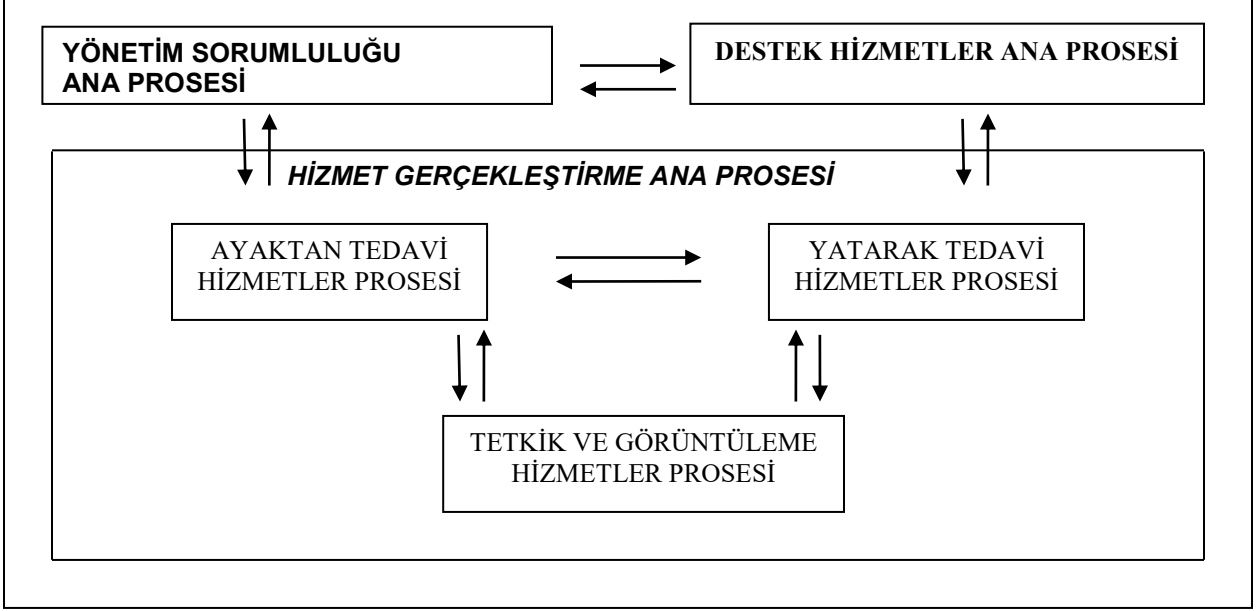 YÖNETİM SORUMLULUĞU
ANA PROSESİ
DESTEK HİZMETLER ANA PROSESİ
HİZMET GERÇEKLEŞTİRME ANA PROSESİ
AYAKTAN TEDAVİ
HİZMETLER PROSESİ
YATARAK TEDAVİ
HİZMETLER PROSESİ
TETKİK VE GÖRÜNTÜLEME
HİZMETLER PROSESİ